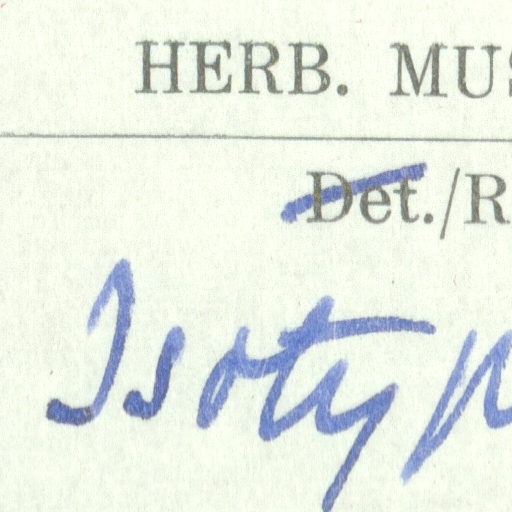 HERB. MUS
Det./R
Isotyp